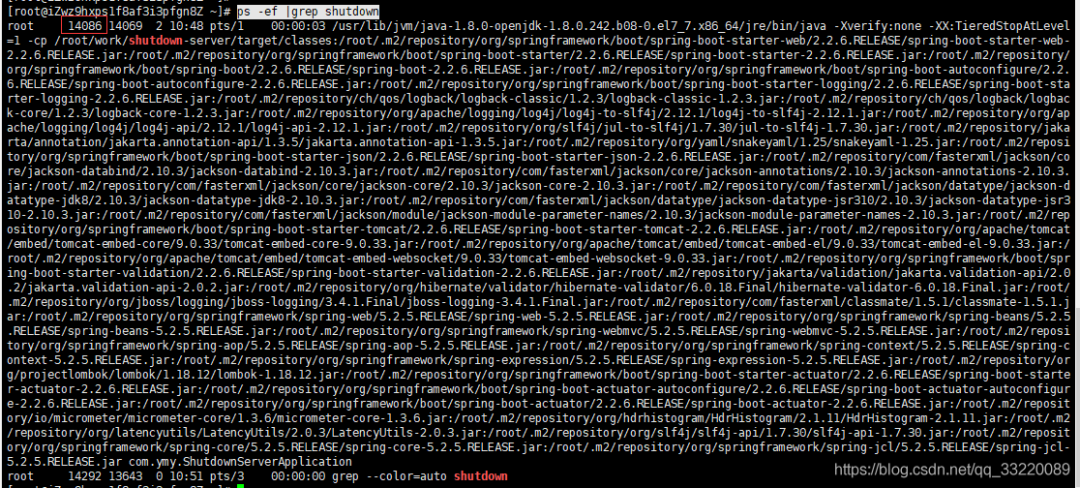 [root@iZwz9hxps1f8af3i3pfgn8Z ~]# ps -ef |grep shutdown
root     14086 14069  2 10:48 pts/1    00:00:03 /usr/lib/jvm/java-1.8.0-openjdk-1.8.0.242.b08-0.el7_7.x86_64/jre/bin/java -Xverify:none -XX:TieredStopAtLevel
=1 -cp /root/work/shutdown-server/target/classes:/root/.m2/repository/org/springframework/boot/spring-boot-starter-web/2.2.6.RELEASE/spring-boot-starter-web-
2.2.6.RELEASE.jar:/root/.m2/repository/org/springframework/boot/spring-boot-starter/2.2.6.RELEASE/spring-boot-starter-2.2.6.RELEASE.jar:/root/.m2/repository/
org/springframework/boot/spring-boot/2.2.6.RELEASE/spring-boot-2.2.6.RELEASE.jar:/root/.m2/repository/org/springframework/boot/spring-boot-autoconfigure/2.2.
6.RELEASE/spring-boot-autoconfigure-2.2.6.RELEASE.jar:/root/.m2/repository/org/springframework/boot/spring-boot-starter-logging/2.2.6.RELEASE/spring-boot-sta
rter-logging-2.2.6.RELEASE.jar:/root/.m2/repository/ch/qos/logback/logback-classic/1.2.3/logback-classic-1.2.3.jar:/root/.m2/repository/ch/qos/logback/logbac
k-core/1.2.3/logback-core-1.2.3.jar:/root/.m2/repository/org/apache/logging/log4j/log4j-to-slf4j/2.12.1/log4j-to-slf4j-2.12.1.jar:/root/.m2/repository/org/ap
ache/logging/log4j/log4j-api/2.12.1/log4j-api-2.12.1.jar:/root/.m2/repository/org/slf4j/jul-to-slf4j/1.7.30/jul-to-slf4j-1.7.30.jar:/root/.m2/repository/jaka
rta/annotation/jakarta.annotation-api/1.3.5/jakarta.annotation-api-1.3.5.jar:/root/.m2/repository/org/yaml/snakeyaml/1.25/snakeyaml-1.25.jar:/root/.m2/reposi
tory/org/springframework/boot/spring-boot-starter-json/2.2.6.RELEASE/spring-boot-starter-json-2.2.6.RELEASE.jar:/root/.m2/repository/com/fasterxml/jackson/co
re/jackson-databind/2.10.3/jackson-databind-2.10.3.jar:/root/.m2/repository/com/fasterxml/jackson/core/jackson-annotations/2.10.3/jackson-annotations-2.10.3.
jar:/root/.m2/repository/com/fasterxml/jackson/core/jackson-core/2.10.3/jackson-core-2.10.3.jar:/root/.m2/repository/com/fasterxml/jackson/datatype/jackson-d
atatype-jdk8/2.10.3/jackson-datatype-jdk8-2.10.3.jar:/root/.m2/repository/com/fasterxml/jackson/datatype/jackson-datatype-jsr310/2.10.3/jackson-datatype-jsr3
10-2.10.3.jar:/root/.m2/repository/com/fasterxml/jackson/module/jackson-module-parameter-names/2.10.3/jackson-module-parameter-names-2.10.3.jar:/root/.m2/rep
ository/org/springframework/boot/spring-boot-starter-tomcat/2.2.6.RELEASE/spring-boot-starter-tomcat-2.2.6.RELEASE.jar:/root/.m2/repository/org/apache/tomcat
/embed/tomcat-embed-core/9.0.33/tomcat-embed-core-9.0.33.jar:/root/.m2/repository/org/apache/tomcat/embed/tomcat-embed-el/9.0.33/tomcat-embed-el-9.0.33.jar:/
root/.m2/repository/org/apache/tomcat/embed/tomcat-embed-websocket/9.0.33/tomcat-embed-websocket-9.0.33.jar:/root/.m2/repository/org/springframework/boot/spr
ing-boot-starter-validation/2.2.6.RELEASE/spring-boot-starter-validation-2.2.6.RELEASE.jar:/root/.m2/repository/jakarta/validation/jakarta.validation-api/2.0
.2/jakarta.validation-api-2.0.2.jar:/root/.m2/repository/org/hibernate/validator/hibernate-validator/6.0.18.Final/hibernate-validator-6.0.18.Final.jar:/root/
.m2/repository/org/jboss/logging/jboss-logging/3.4.1.Final/jboss-logging-3.4.1.Final.jar:/root/.m2/repository/com/fasterxml/classmate/1.5.1/classmate-1.5.1.j
ar:/root/.m2/repository/org/springframework/spring-web/5.2.5.RELEASE/spring-web-5.2.5.RELEASE.jar:/root/.m2/repository/org/springframework/spring-beans/5.2.5
.RELEASE/spring-beans-5.2.5.RELEASE.jar:/root/.m2/repository/org/springframework/spring-webmvc/5.2.5.RELEASE/spring-webmvc-5.2.5.RELEASE.jar:/root/.m2/reposi
tory/org/springframework/spring-aop/5.2.5.RELEASE/spring-aop-5.2.5.RELEASE.jar:/root/.m2/repository/org/springframework/spring-context/5.2.5.RELEASE/spring-c
ontext-5.2.5.RELEASE.jar:/root/.m2/repository/org/springframework/spring-expression/5.2.5.RELEASE/spring-expression-5.2.5.RELEASE.jar:/root/.m2/repository/or
g/projectlombok/lombok/1.18.12/lombok-1.18.12.jar:/root/.m2/repository/org/springframework/boot/spring-boot-starter-actuator/2.2.6.RELEASE/spring-boot-starte
r-actuator-2.2.6.RELEASE.jar:/root/.m2/repository/org/springframework/boot/spring-boot-actuator-autoconfigure/2.2.6.RELEASE/spring-boot-actuator-autoconfigur
e-2.2.6.RELEASE.jar:/root/.m2/repository/org/springframework/boot/spring-boot-actuator/2.2.6.RELEASE/spring-boot-actuator-2.2.6.RELEASE.jar:/root/.m2/reposit
ory/io/micrometer/micrometer-core/1.3.6/micrometer-core-1.3.6.jar:/root/.m2/repository/org/hdrhistogram/HdrHistogram/2.1.11/HdrHistogram-2.1.11.jar:/root/.m2
/repository/org/latencyutils/LatencyUtils/2.0.3/LatencyUtils-2.0.3.jar:/root/.m2/repository/org/slf4j/slf4j-api/1.7.30/slf4j-api-1.7.30.jar:/root/.m2/reposit
ory/org/springframework/spring-core/5.2.5.RELEASE/spring-core-5.2.5.RELEASE.jar:/root/.m2/repository/org/springframework/spring-jcl/5.2.5.RELEASE/spring-jcl-
5.2.5.RELEASE.jar com.ymy.ShutdownServerApplication
root     14292 13643  0 10:51 pts/3    00:00:00 grep --color=auto shutdown
https://blog.csdn.net/qq_33220089